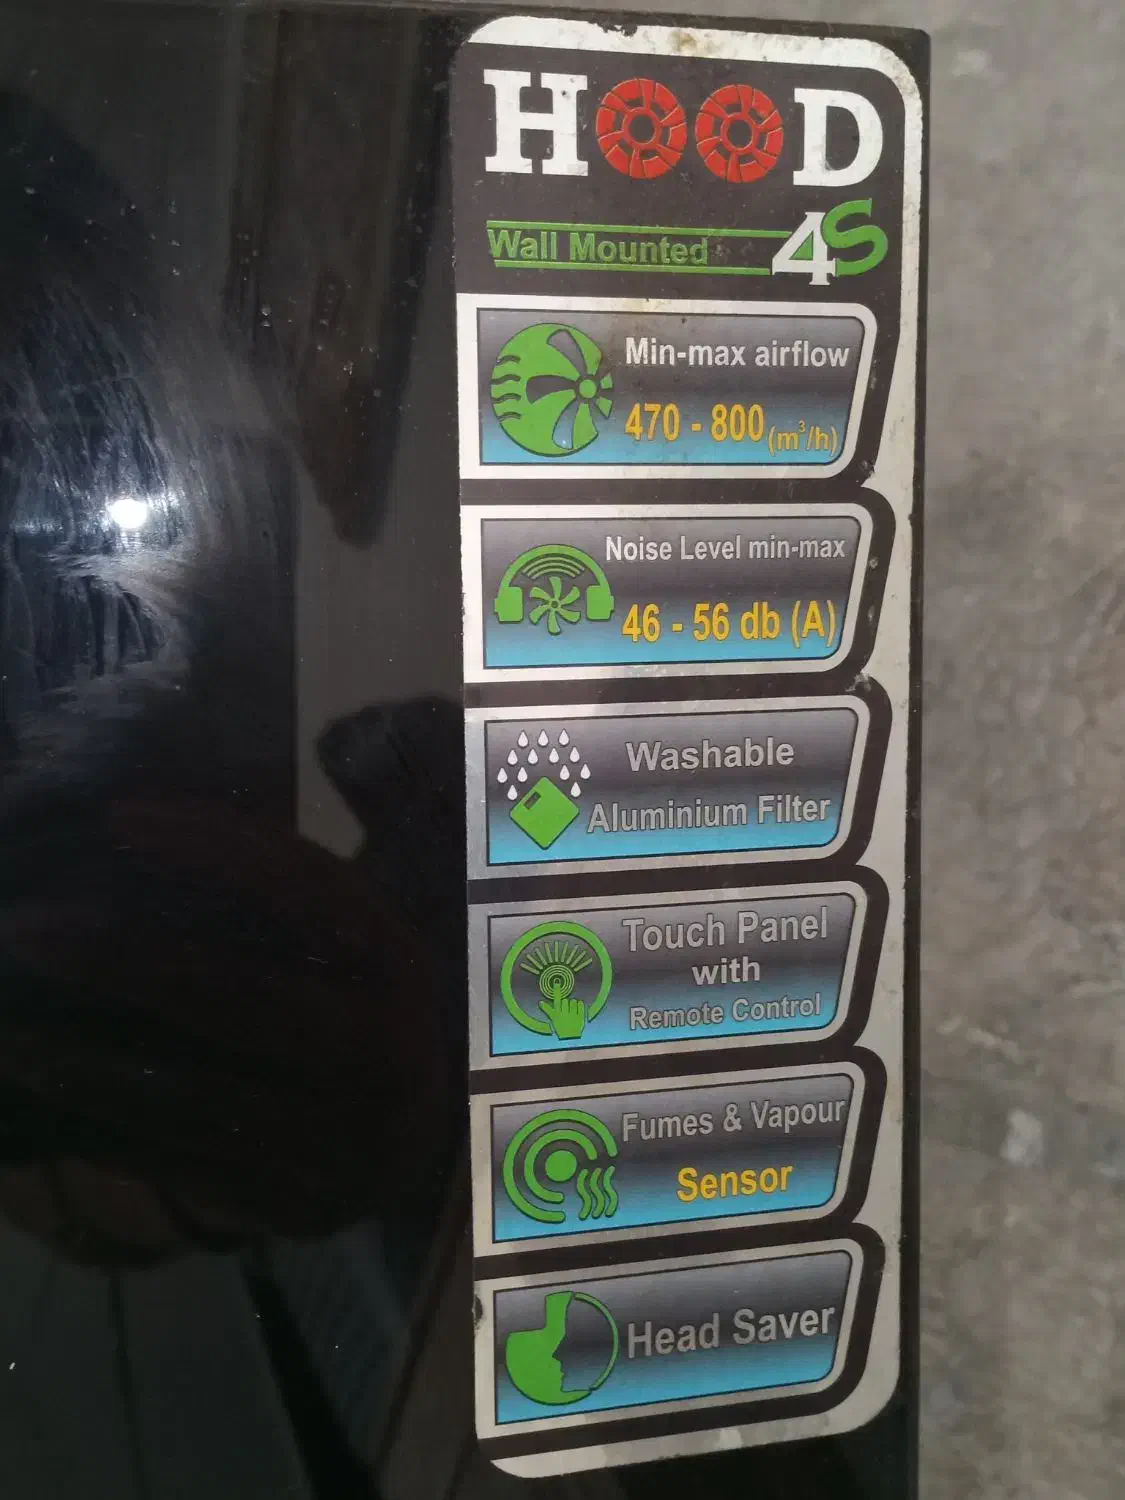 HOOD
Wall Mounted 4S
Min-max airflow
470 - 800 (m³/h)
Noise Level min-max
46 - 56 db (A)
Washable
Aluminium Filter
Touch Panel
with
Remote Control
Fumes & Vapour
Sensor
Head Saver